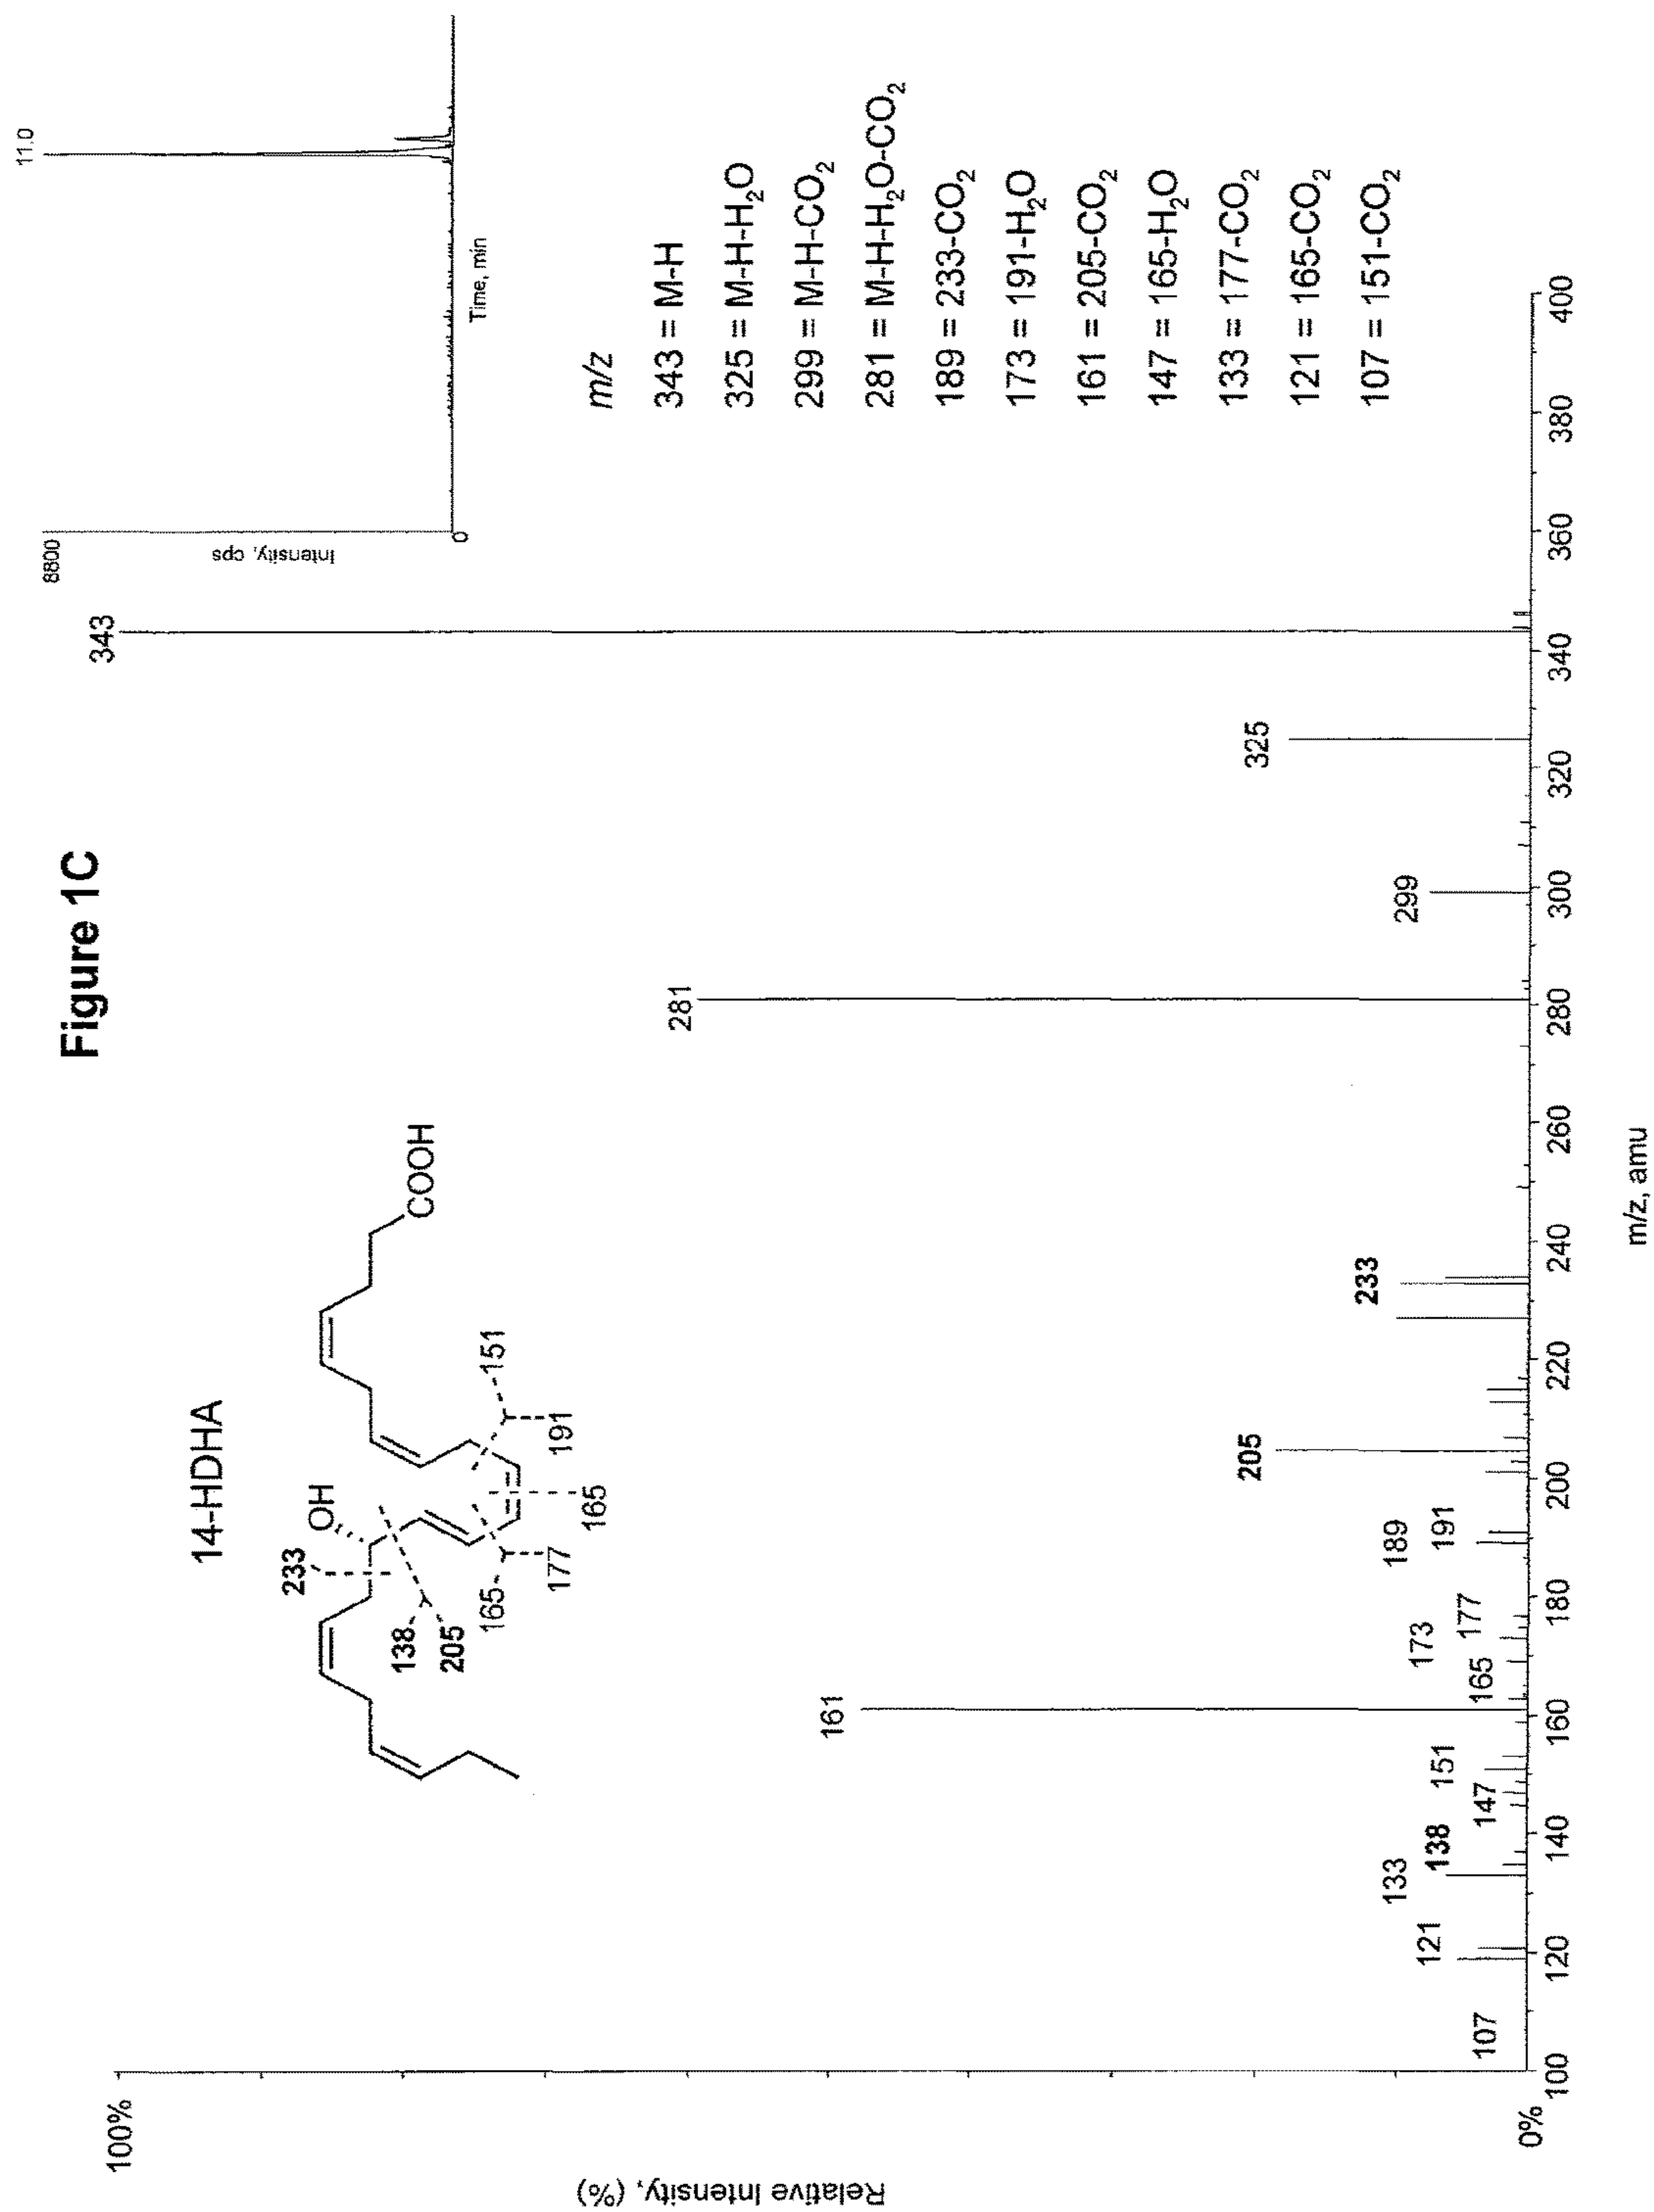 Figure 1C
14-HDHA
OH
COOH
233
138
205
165
177
165
191
151
8800
Intensity, cps
0
11.0
Time, min
m/z
343 = M-H
325 = M-H-H₂O
299 = M-H-CO₂
281 = M-H-H₂O-CO₂
189 = 233-CO₂
173 = 191-H₂O
161 = 205-CO₂
147 = 165-H₂O
133 = 177-CO₂
121 = 165-CO₂
107 = 151-CO₂
100%
0%
Relative Intensity, (%)
107
121
133
138
147
151
161
165
173
177
189
191
205
233
281
299
325
343
100
120
140
160
180
200
220
240
260
280
300
320
340
360
380
400
m/z, amu